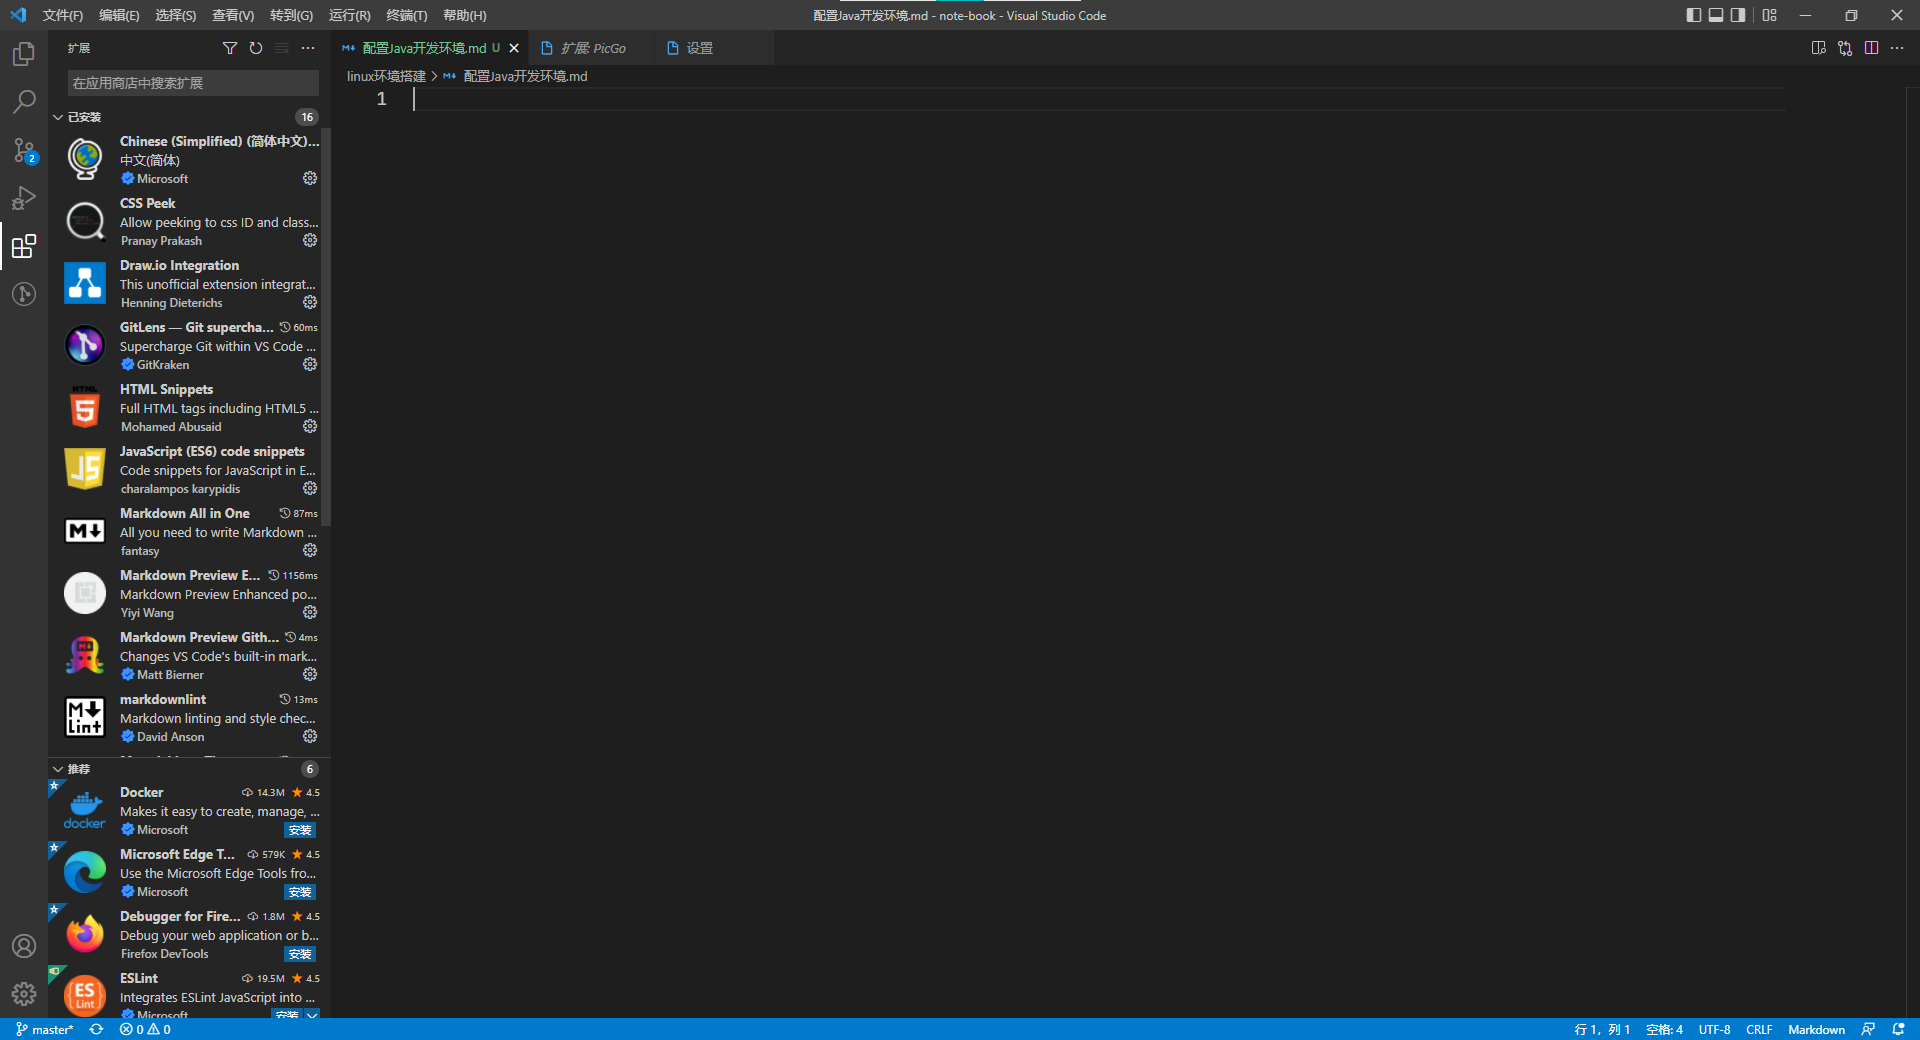 文件(F) 编辑(E) 选择(S) 查看(V) 转到(G) 运行(R) 终端(T) 帮助(H)
配置Java开发环境.md - note-book - Visual Studio Code
扩展
在应用商店中搜索扩展
已安装 16
Chinese (Simplified) (简体中文)...
中文(简体)
Microsoft
CSS Peek
Allow peeking to css ID and class...
Pranay Prakash
Draw.io Integration
This unofficial extension integrat...
Henning Dieterichs
GitLens — Git supercha... 60ms
Supercharge Git within VS Code ...
GitKraken
HTML
HTML Snippets
Full HTML tags including HTML5 ...
Mohamed Abusaid
JS
JavaScript (ES6) code snippets
Code snippets for JavaScript in E...
charalampos karypidis
M
Markdown All in One 87ms
All you need to write Markdown ...
fantasy
Markdown Preview E... 1156ms
Markdown Preview Enhanced po...
Yiyi Wang
Markdown Preview Gith... 4ms
Changes VS Code's built-in mark...
Matt Bierner
M
Lint
markdownlint 13ms
Markdown linting and style chec...
David Anson
推荐 6
docker
Docker 14.3M 4.5
Makes it easy to create, manage, ...
Microsoft 安装
Microsoft Edge T... 579K 4.5
Use the Microsoft Edge Tools fro...
Microsoft 安装
Debugger for Fire... 1.8M 4.5
Debug your web application or b...
Firefox DevTools 安装
ES
Lint
ESLint 19.5M 4.5
Integrates ESLint JavaScript into ...
Microsoft 安装
2
配置Java开发环境.md U 扩展: PicGo 设置
linux环境搭建 > 配置Java开发环境.md
1
master* 0 0 行 1，列 1 空格: 4 UTF-8 CRLF Markdown